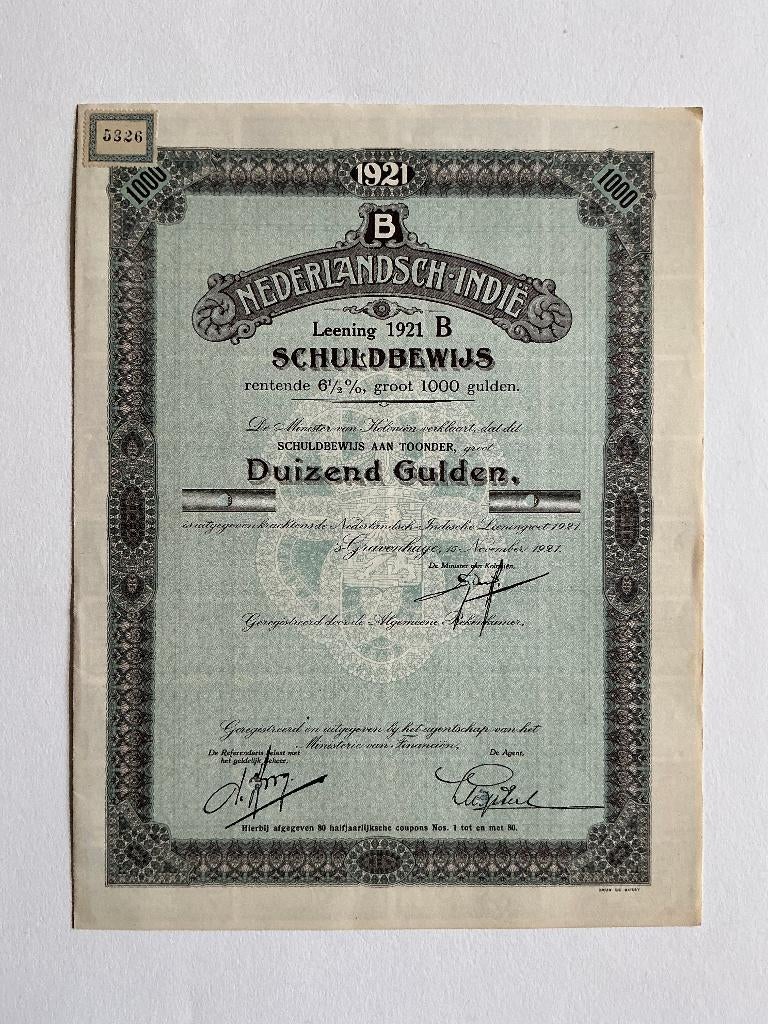 5326
1000
1921
1000
B
NEDERLANDSCH-INDIË
Leening 1921 B
SCHULDBEWIJS
rentende 6½%, groot 1000 gulden.
De Minister van Koloniën verklaart, dat dit
SCHULDBEWIJS AAN TOONDER, groot
Duizend Gulden,
is uitgegeven krachtens de Nederlandsch-Indische Leeningwet 1921
's-Gravenhage, 15 November 1921.
De Minister van Koloniën,
Geregistreerd door de Algemeene Rekenkamer,
Geregistreerd en uitgegeven bij het agentschap van het
Ministerie van Financiën,
De Referendaris belast met
het geldelijk beheer,
De Agent,
Hierbij afgegeven 80 halfjaarlijksche coupons Nos. 1 tot en met 80.
DRUK DE BUSSY